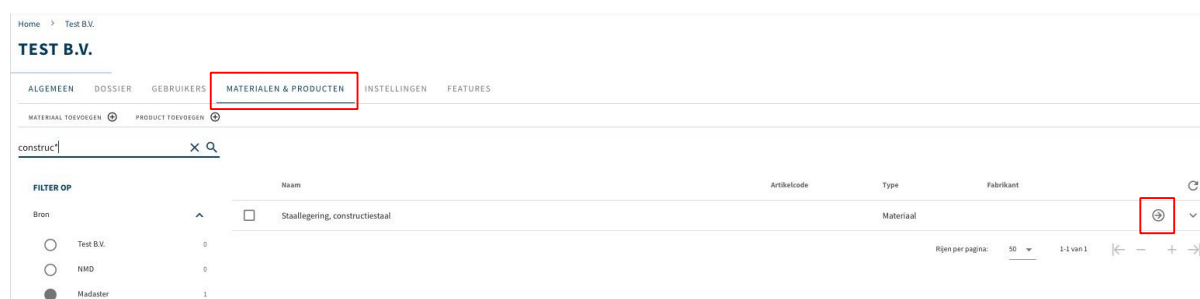 Home > Test B.V.
TEST B.V.
ALGEMEEN DOSSIER GEBRUIKERS MATERIALEN & PRODUCTEN INSTELLINGEN FEATURES
MATERIAAL TOEVOEGEN PRODUCT TOEVOEGEN
construc*
FILTER OP Naam Artikelcode Type Fabrikant
Bron Staallegering, constructiestaal Materiaal
Test B.V. 0 Rijen per pagina: 50 1-1 van 1
NMD 0
Madaster 1